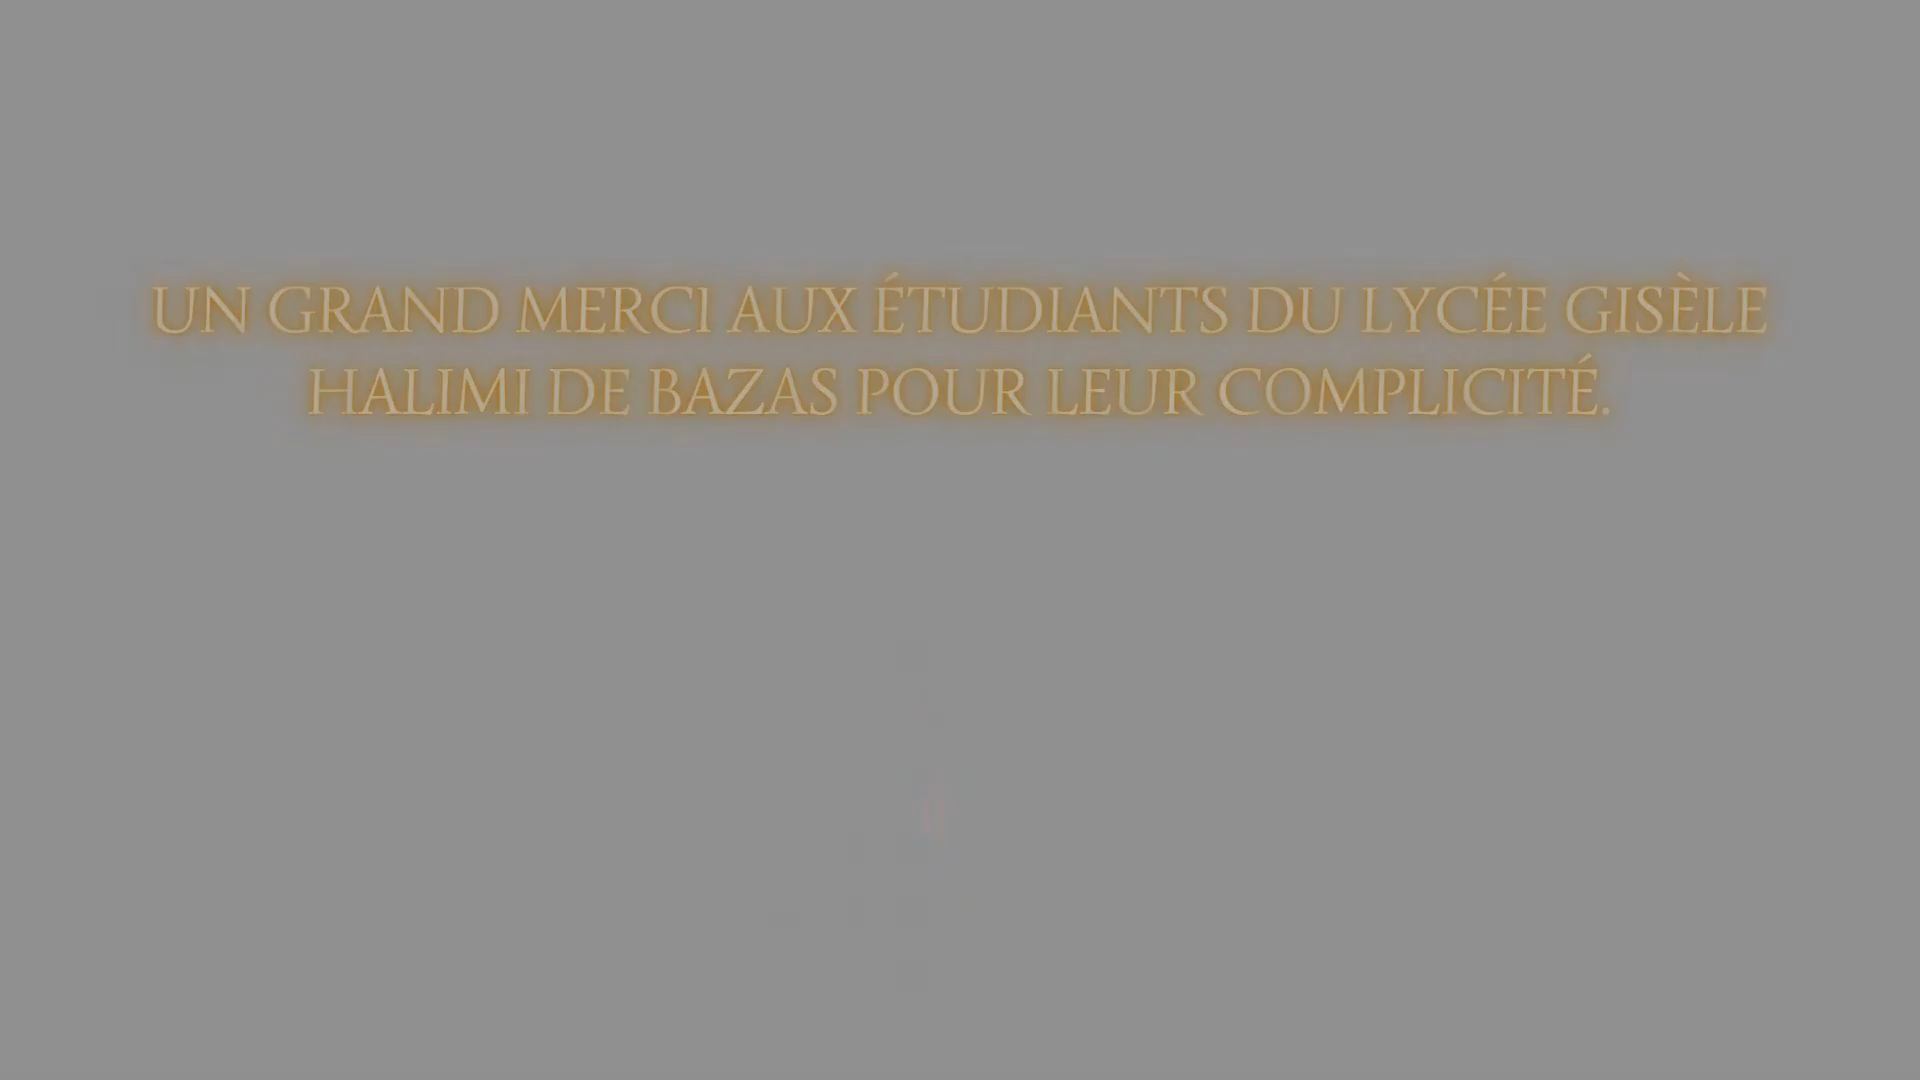 UN GRAND MERCI AUX ÉTUDIANTS DU LYCÉE GISÈLE
HALIMI DE BAZAS POUR LEUR COMPLICITÉ.